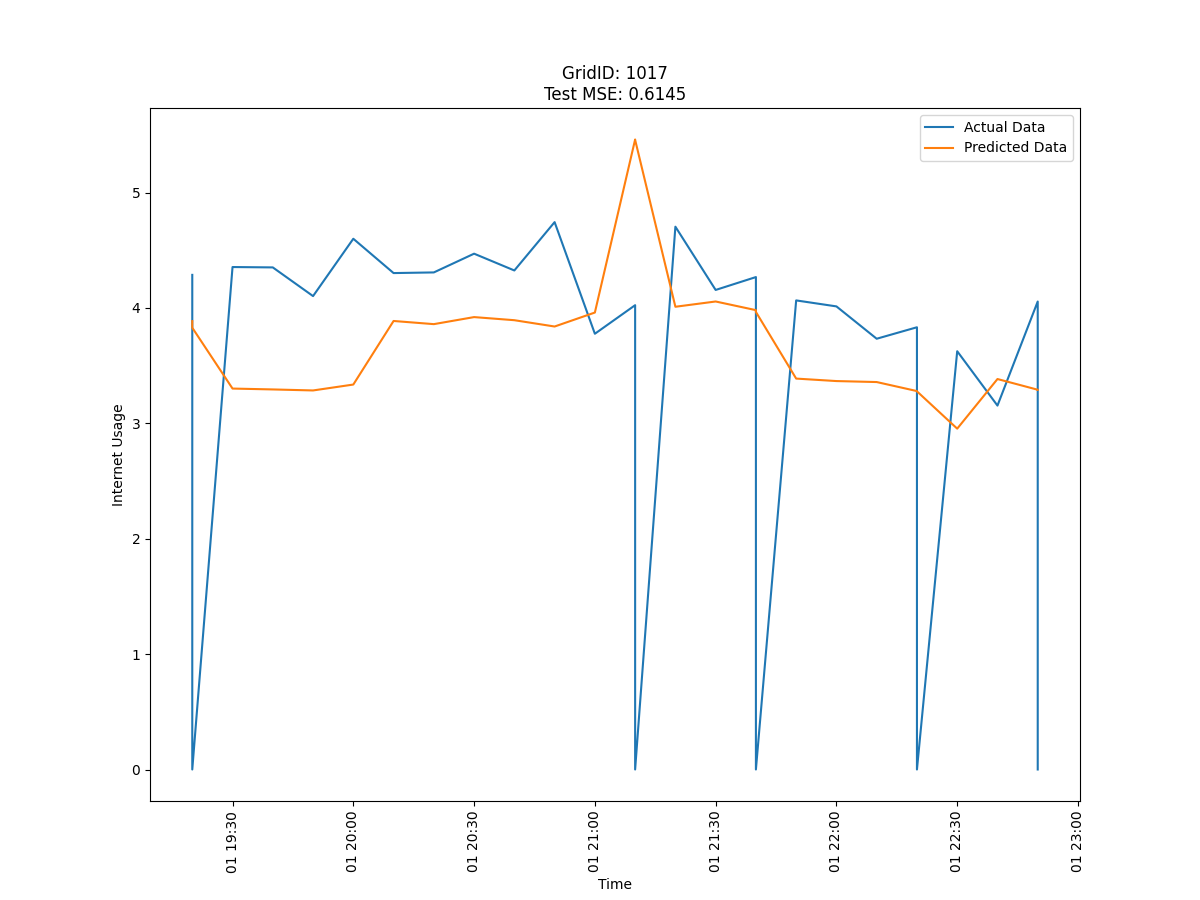 GridID: 1017
Test MSE: 0.6145
Actual Data
Predicted Data
Internet Usage
5
4
3
2
1
0
01 19:30
01 20:00
01 20:30
01 21:00
01 21:30
01 22:00
01 22:30
01 23:00
Time